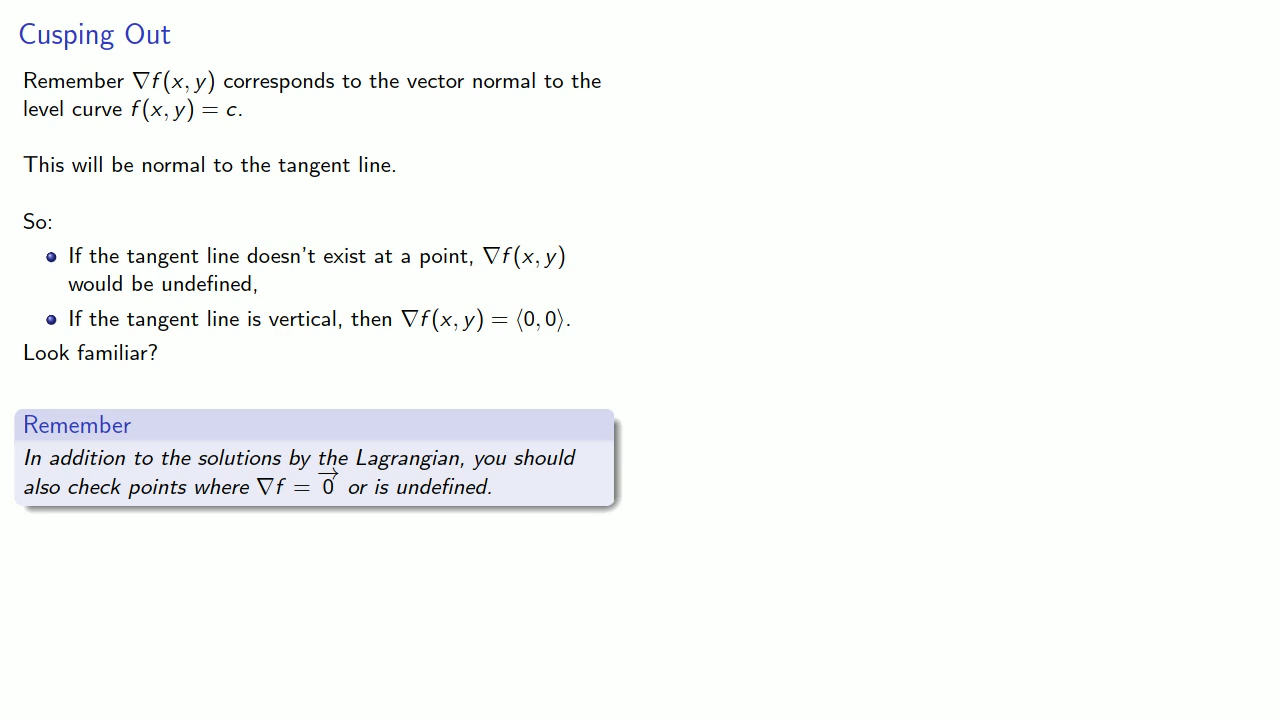 Cusping Out
Remember ∇f(x, y) corresponds to the vector normal to the
level curve f(x, y) = c.
This will be normal to the tangent line.
So:
If the tangent line doesn't exist at a point, ∇f(x, y)
would be undefined,
If the tangent line is vertical, then ∇f(x, y) = ⟨0, 0⟩.
Look familiar?
Remember
In addition to the solutions by the Lagrangian, you should
also check points where ∇f = 0⃗ or is undefined.